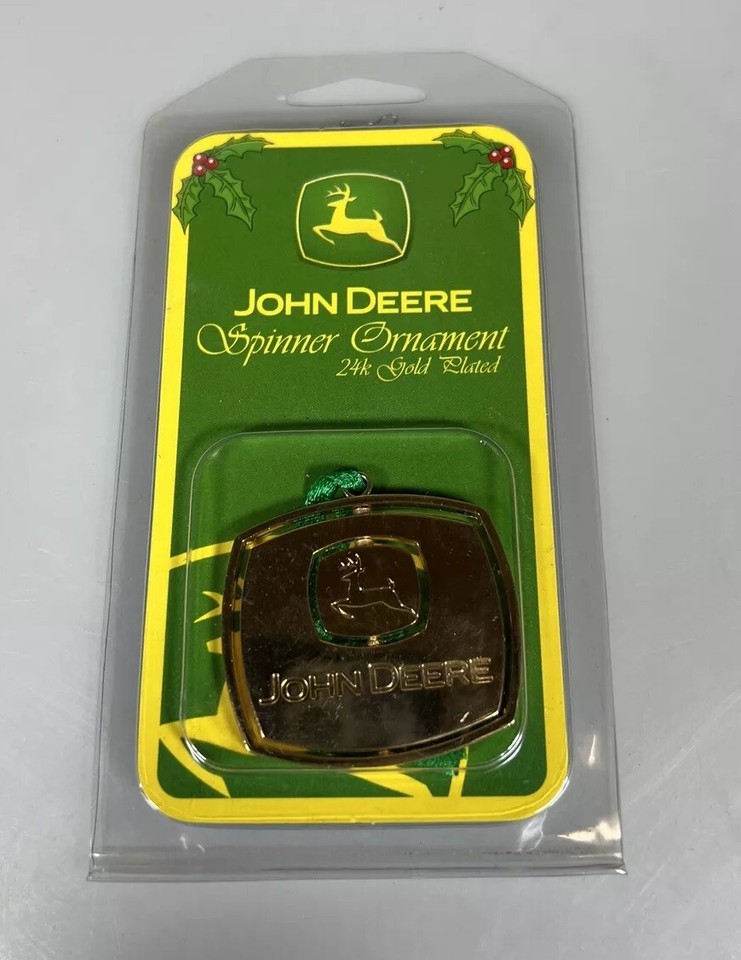 JOHN DEERE
Spinner Ornament
24k Gold Plated
JOHN DEERE